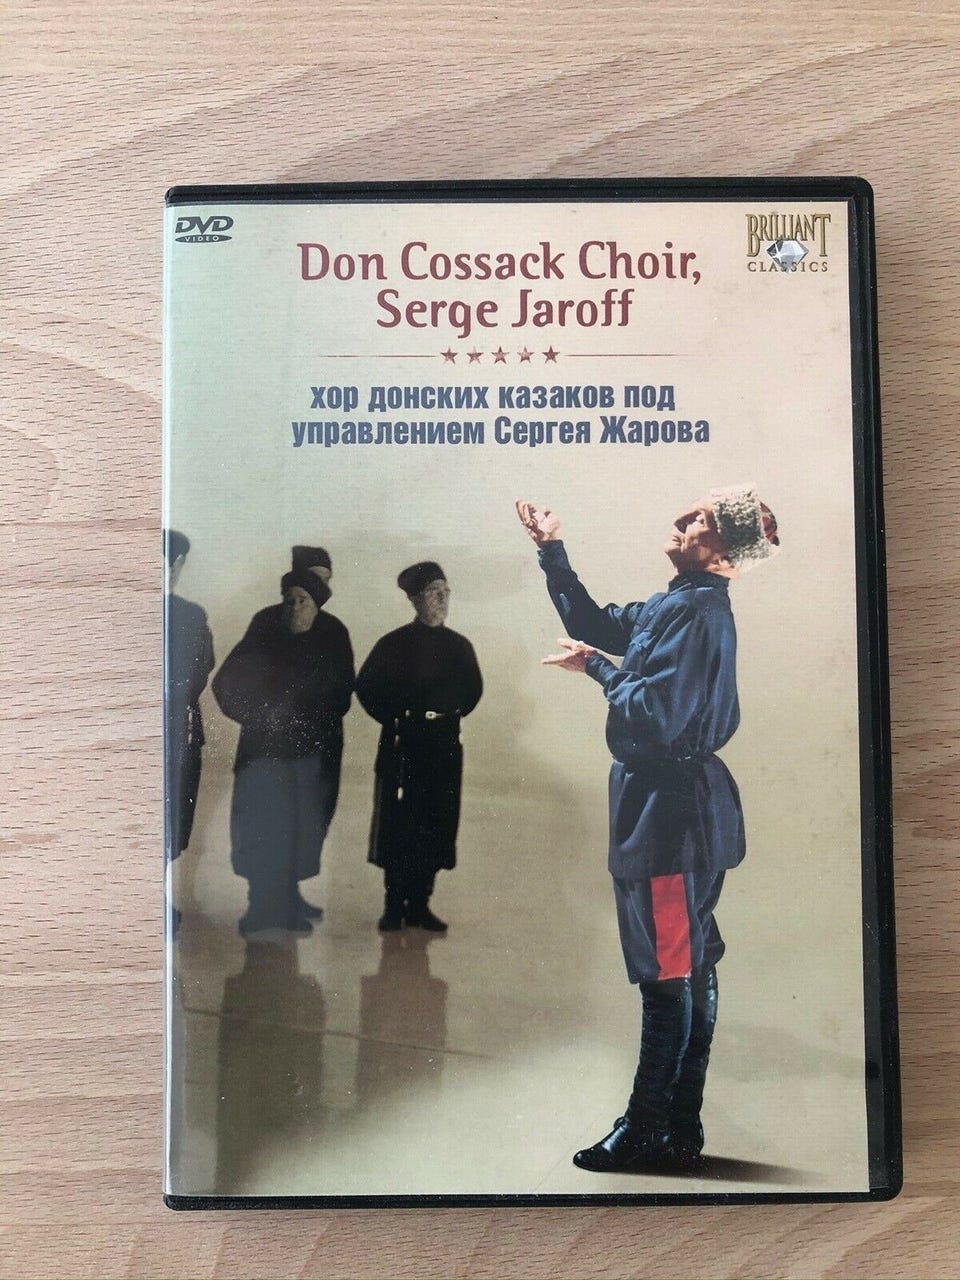 DVD
VIDEO
BRILLIANT
CLASSICS
Don Cossack Choir,
Serge Jaroff
хор донских казаков под
управлением Сергея Жарова